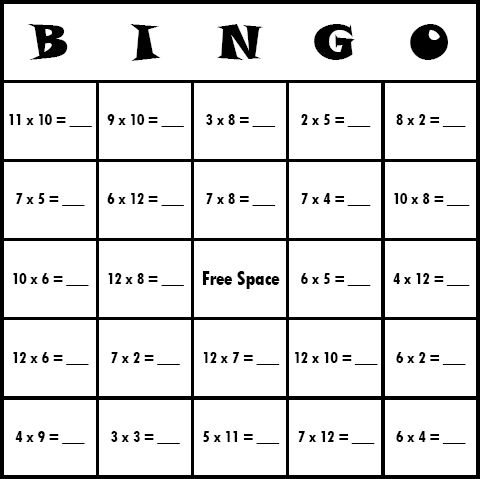 B I N G O
11 x 10 = ___ 9 x 10 = ___ 3 x 8 = ___ 2 x 5 = ___ 8 x 2 = ___
7 x 5 = ___ 6 x 12 = ___ 7 x 8 = ___ 7 x 4 = ___ 10 x 8 = ___
10 x 6 = ___ 12 x 8 = ___ Free Space 6 x 5 = ___ 4 x 12 = ___
12 x 6 = ___ 7 x 2 = ___ 12 x 7 = ___ 12 x 10 = ___ 6 x 2 = ___
4 x 9 = ___ 3 x 3 = ___ 5 x 11 = ___ 7 x 12 = ___ 6 x 4 = ___